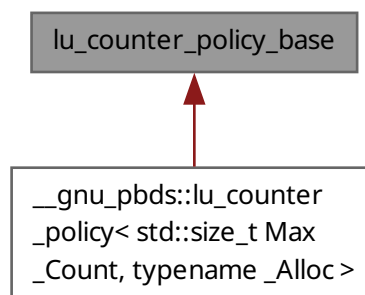 lu_counter_policy_base
__gnu_pbds::lu_counter
_policy< std::size_t Max
_Count, typename _Alloc >